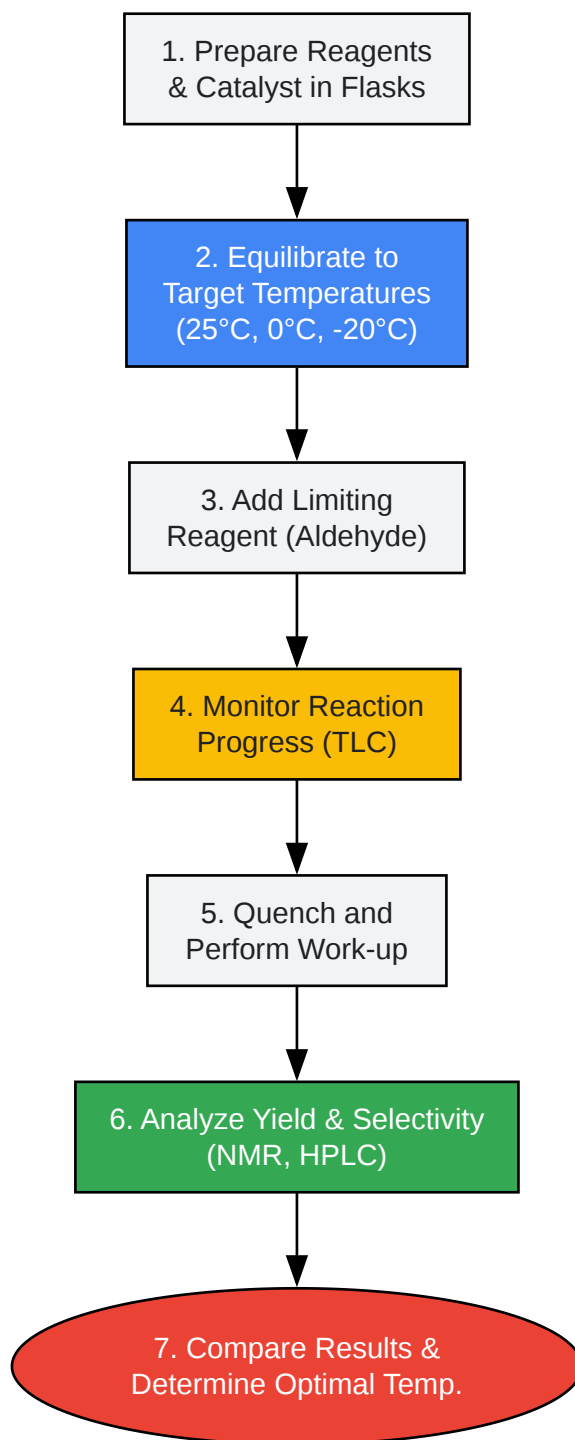 1. Prepare Reagents
& Catalyst in Flasks
2. Equilibrate to
Target Temperatures
(25°C, 0°C, -20°C)
3. Add Limiting
Reagent (Aldehyde)
4. Monitor Reaction
Progress (TLC)
5. Quench and
Perform Work-up
6. Analyze Yield & Selectivity
(NMR, HPLC)
7. Compare Results &
Determine Optimal Temp.